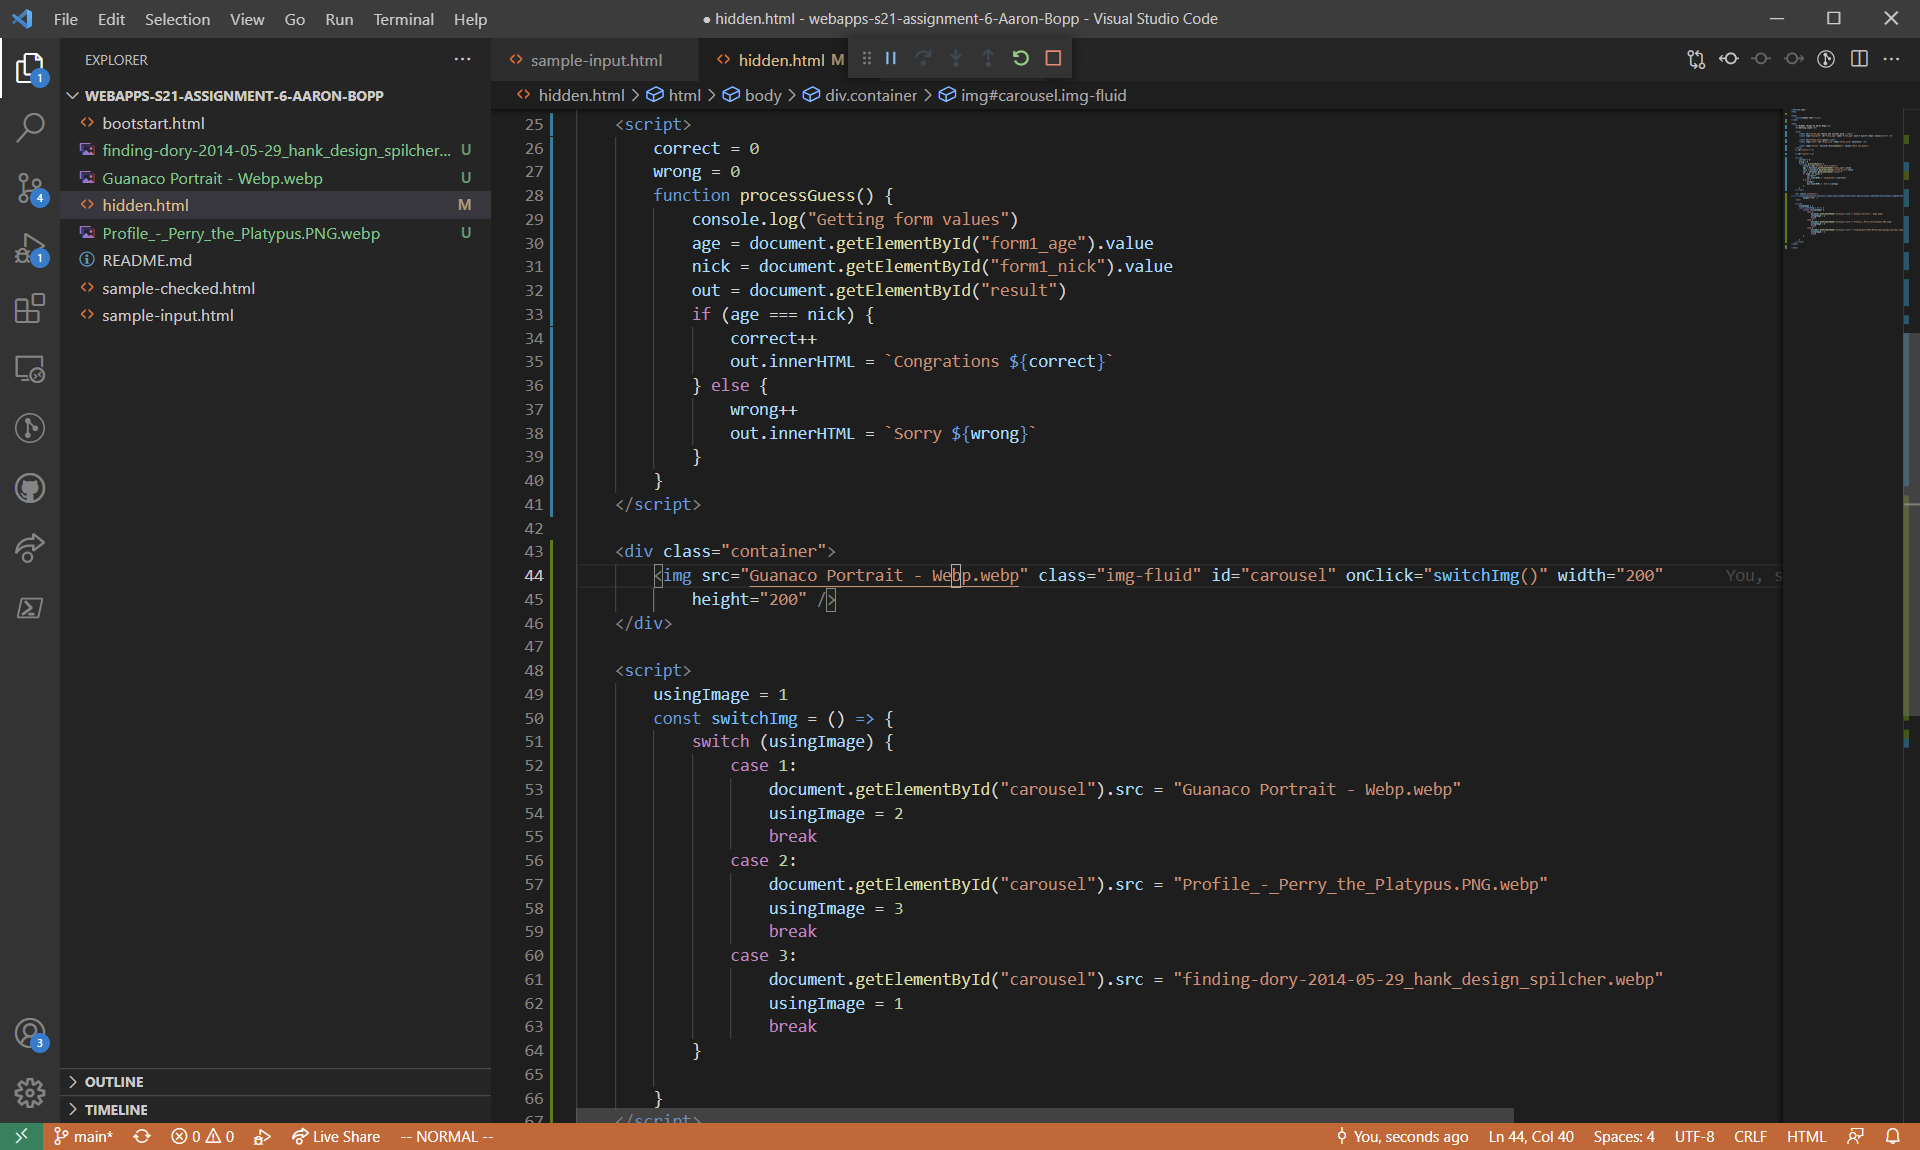 File Edit Selection View Go Run Terminal Help
● hidden.html - webapps-s21-assignment-6-Aaron-Bopp - Visual Studio Code
EXPLORER
WEBAPPS-S21-ASSIGNMENT-6-AARON-BOPP
bootstart.html
finding-dory-2014-05-29_hank_design_spilcher... U
Guanaco Portrait - Webp.webp U
hidden.html M
Profile_-_Perry_the_Platypus.PNG.webp U
README.md
sample-checked.html
sample-input.html
OUTLINE
TIMELINE
1
4
1
3
sample-input.html
hidden.html M
hidden.html > html > body > div.container > img#carousel.img-fluid
25 <script>
26 correct = 0
27 wrong = 0
28 function processGuess() {
29 console.log("Getting form values")
30 age = document.getElementById("form1_age").value
31 nick = document.getElementById("form1_nick").value
32 out = document.getElementById("result")
33 if (age === nick) {
34 correct++
35 out.innerHTML = `Congrations ${correct}`
36 } else {
37 wrong++
38 out.innerHTML = `Sorry ${wrong}`
39 }
40 }
41 </script>
42
43 <div class="container">
44 <img src="Guanaco Portrait - Webp.webp" class="img-fluid" id="carousel" onClick="switchImg()" width="200" You, s
45 height="200" />
46 </div>
47
48 <script>
49 usingImage = 1
50 const switchImg = () => {
51 switch (usingImage) {
52 case 1:
53 document.getElementById("carousel").src = "Guanaco Portrait - Webp.webp"
54 usingImage = 2
55 break
56 case 2:
57 document.getElementById("carousel").src = "Profile_-_Perry_the_Platypus.PNG.webp"
58 usingImage = 3
59 break
60 case 3:
61 document.getElementById("carousel").src = "finding-dory-2014-05-29_hank_design_spilcher.webp"
62 usingImage = 1
63 break
64 }
65
66 }
67 </script>
main* 0 0 Live Share -- NORMAL --
You, seconds ago Ln 44, Col 40 Spaces: 4 UTF-8 CRLF HTML